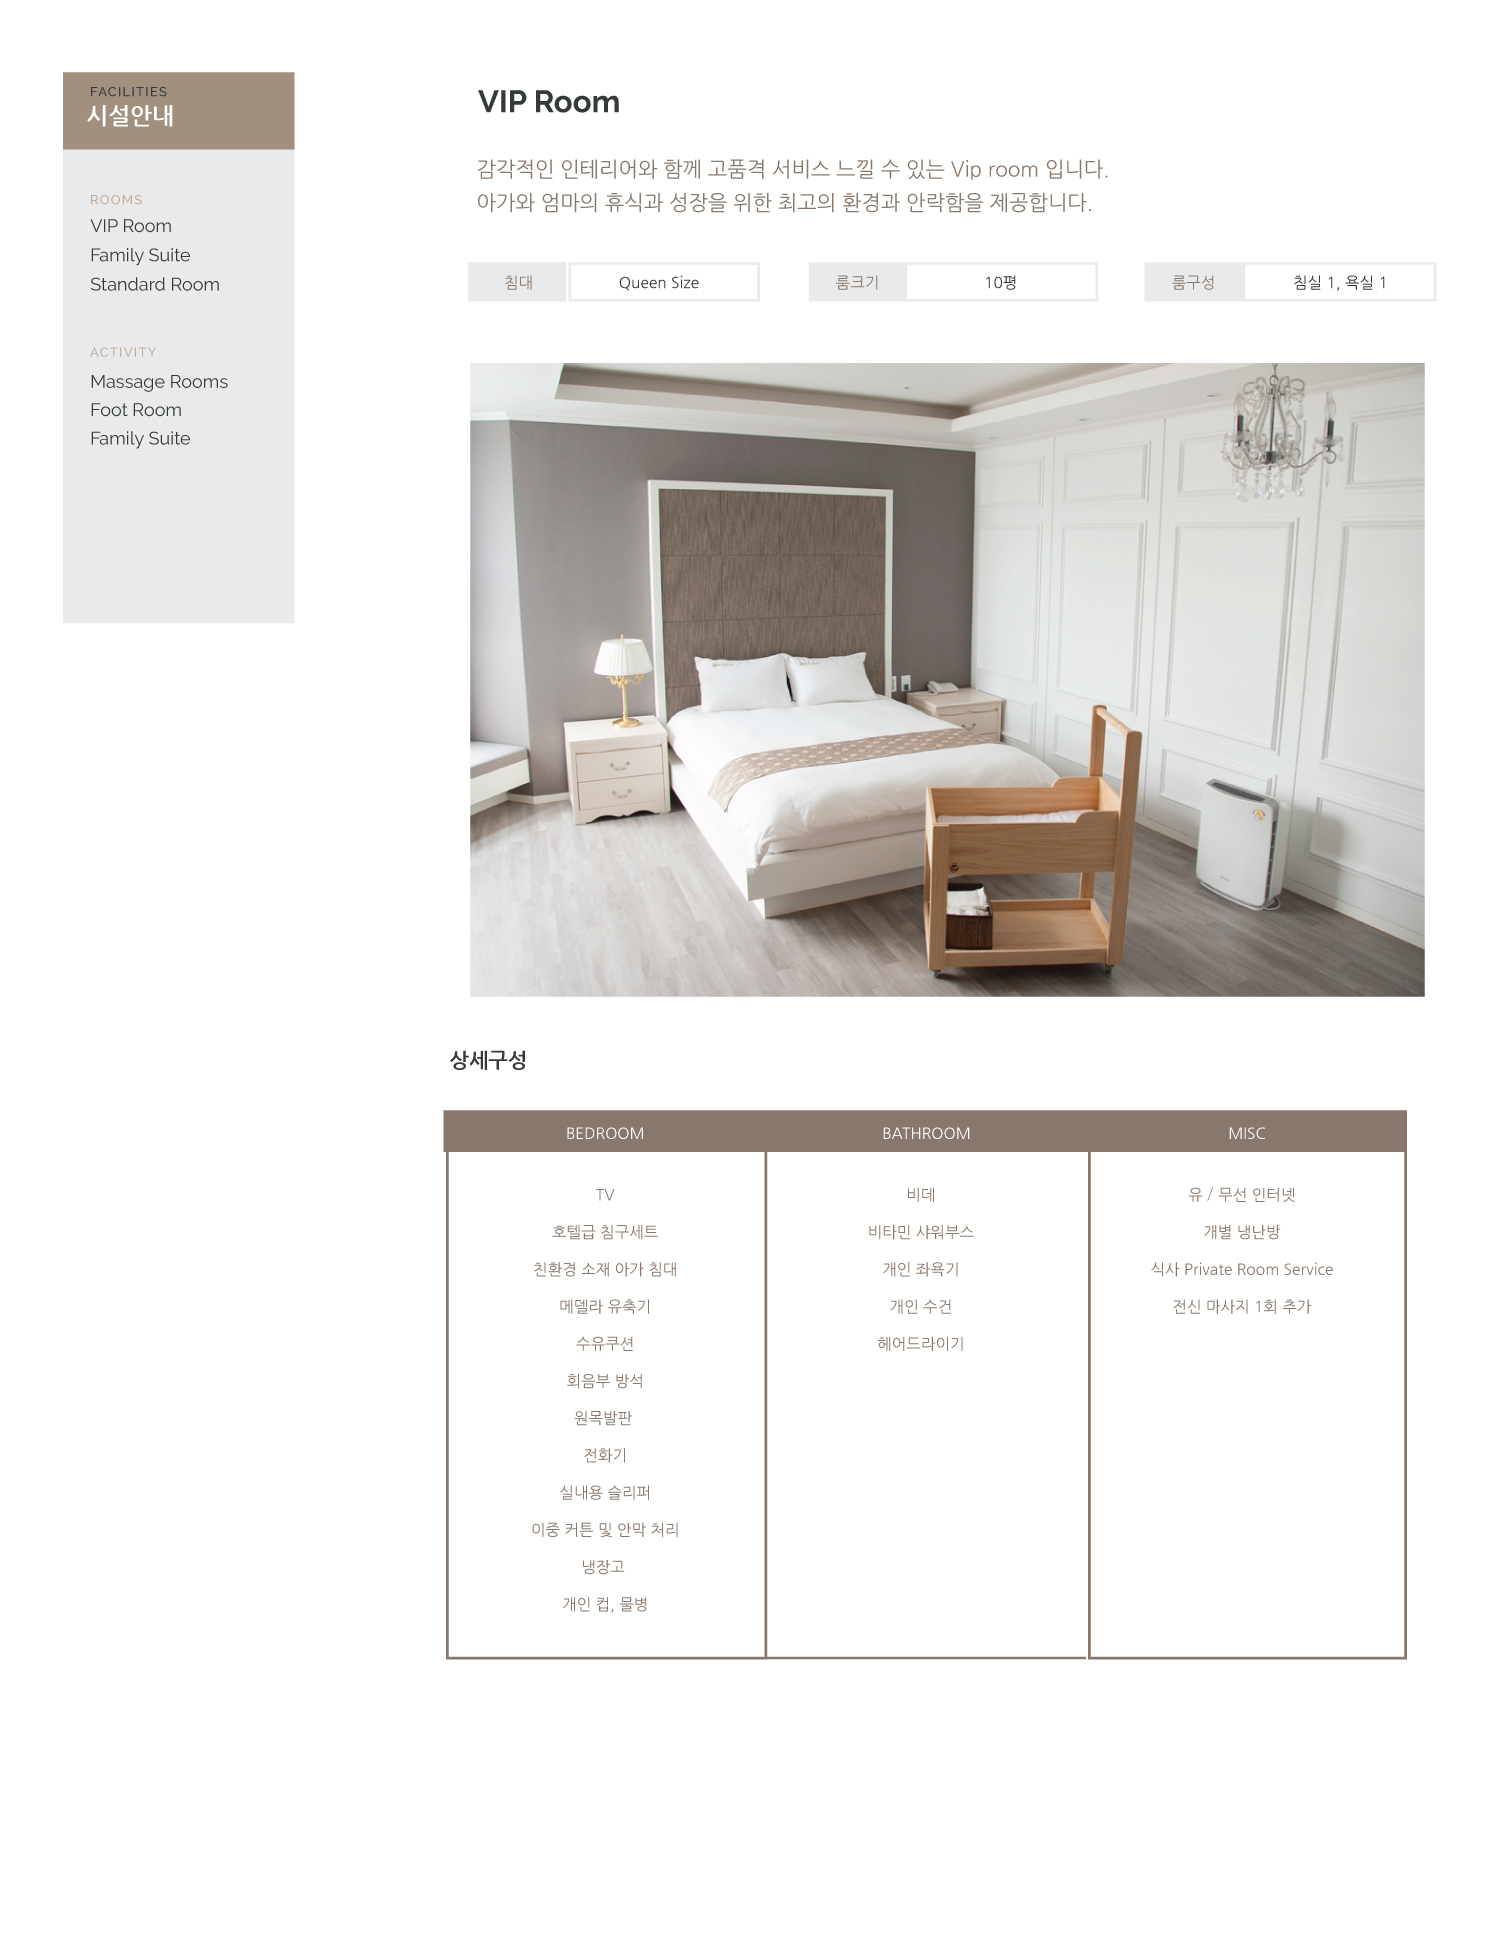 FACILITIES
시설안내
ROOMS
VIP Room
Family Suite
Standard Room
ACTIVITY
Massage Rooms
Foot Room
Family Suite
VIP Room
감각적인 인테리어와 함께 고품격 서비스 느낄 수 있는 Vip room 입니다.
아가와 엄마의 휴식과 성장을 위한 최고의 환경과 안락함을 제공합니다.
침대 Queen Size 룸크기 10평 룸구성 침실 1, 욕실 1
상세구성
BEDROOM
TV
호텔급 침구세트
친환경 소재 아가 침대
메델라 유축기
수유쿠션
회음부 방석
원목발판
전화기
실내용 슬리퍼
이중 커튼 및 안막 처리
냉장고
개인 컵, 물병
BATHROOM
비데
비타민 샤워부스
개인 좌욕기
개인 수건
헤어드라이기
MISC
유 / 무선 인터넷
개별 냉난방
식사 Private Room Service
전신 마사지 1회 추가